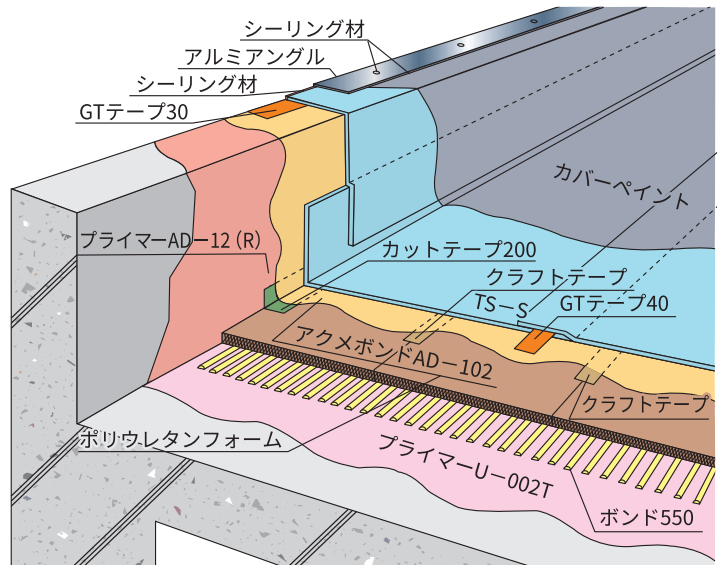 シーリング材
アルミアングル
シーリング材
GTテープ30
カバーペイント
プライマーAD－12（R）
カットテープ200
クラフトテープ
TS－S
GTテープ40
アクメボンドAD－102
クラフトテープ
ポリウレタンフォーム
プライマーU－002T
ボンド550